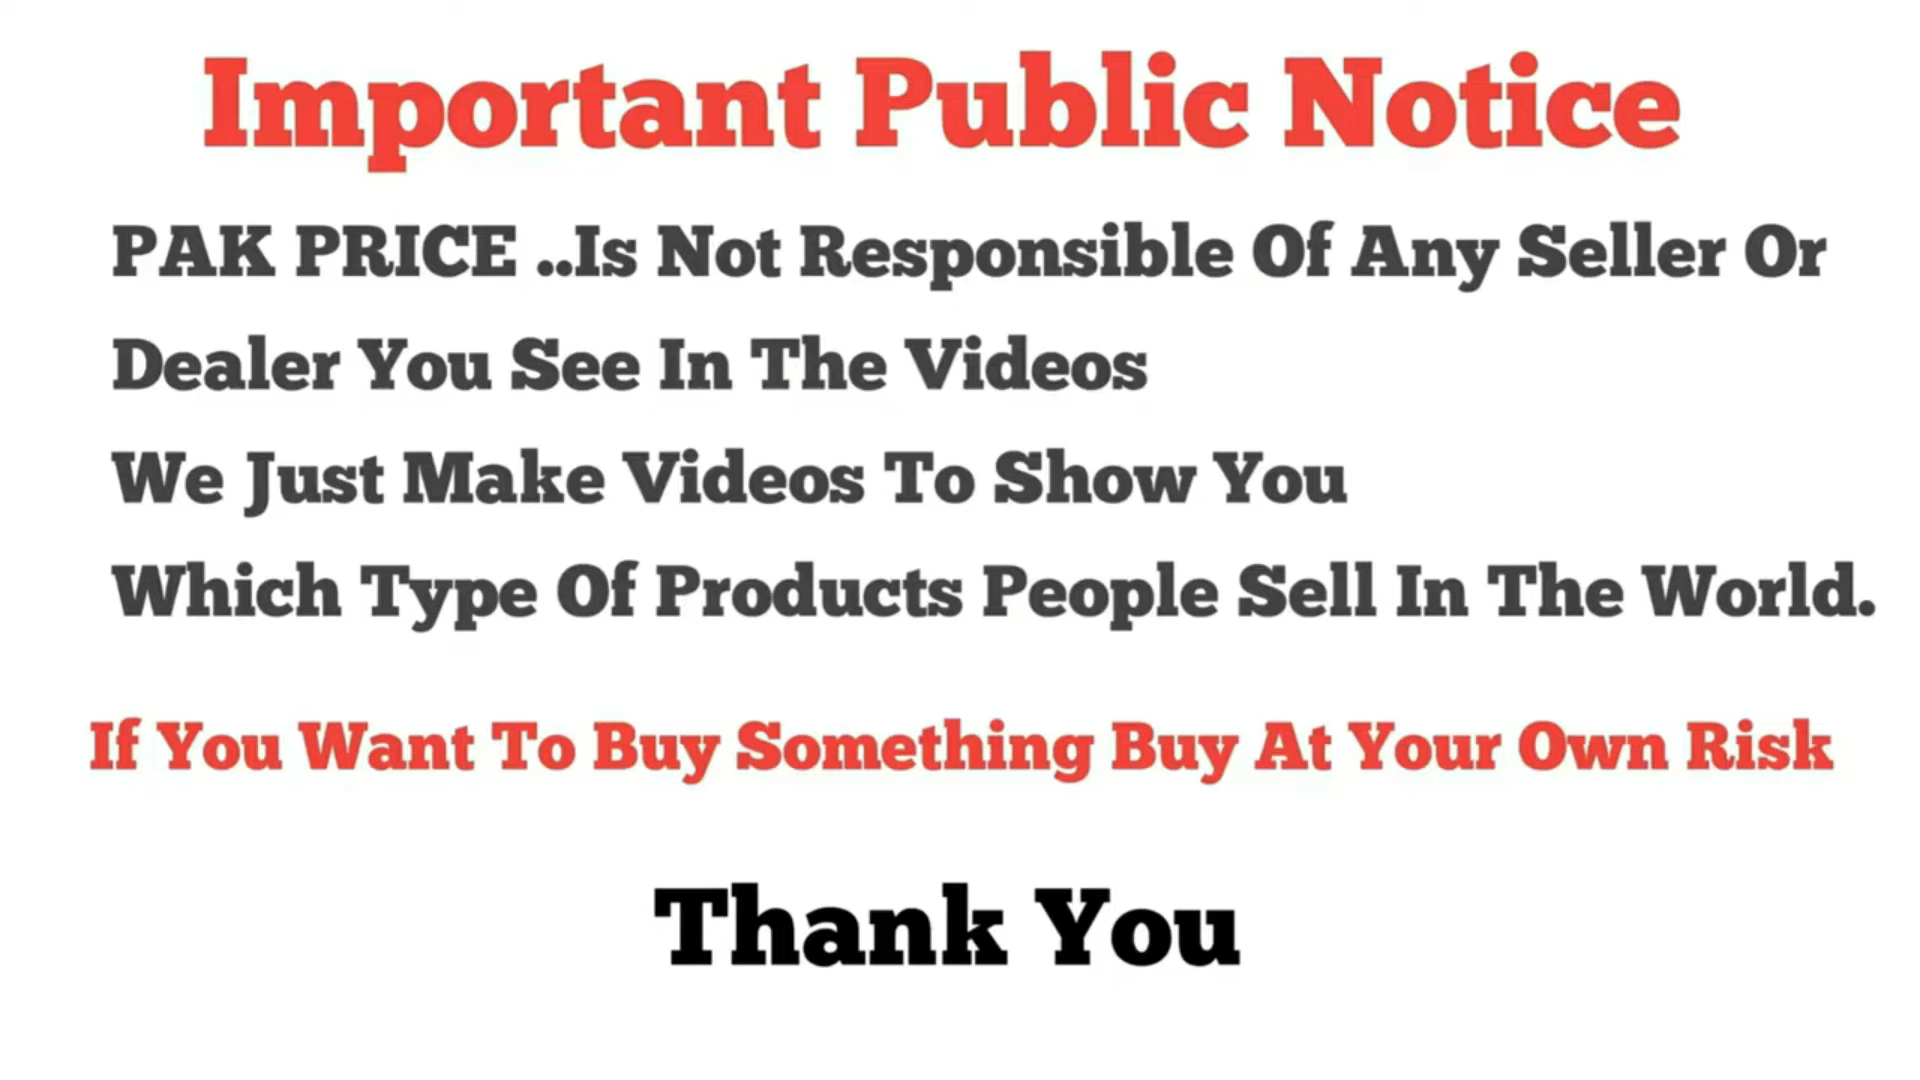 Important Public Notice
PAK PRICE ..Is Not Responsible Of Any Seller Or
Dealer You See In The Videos
We Just Make Videos To Show You
Which Type Of Products People Sell In The World.
If You Want To Buy Something Buy At Your Own Risk
Thank You